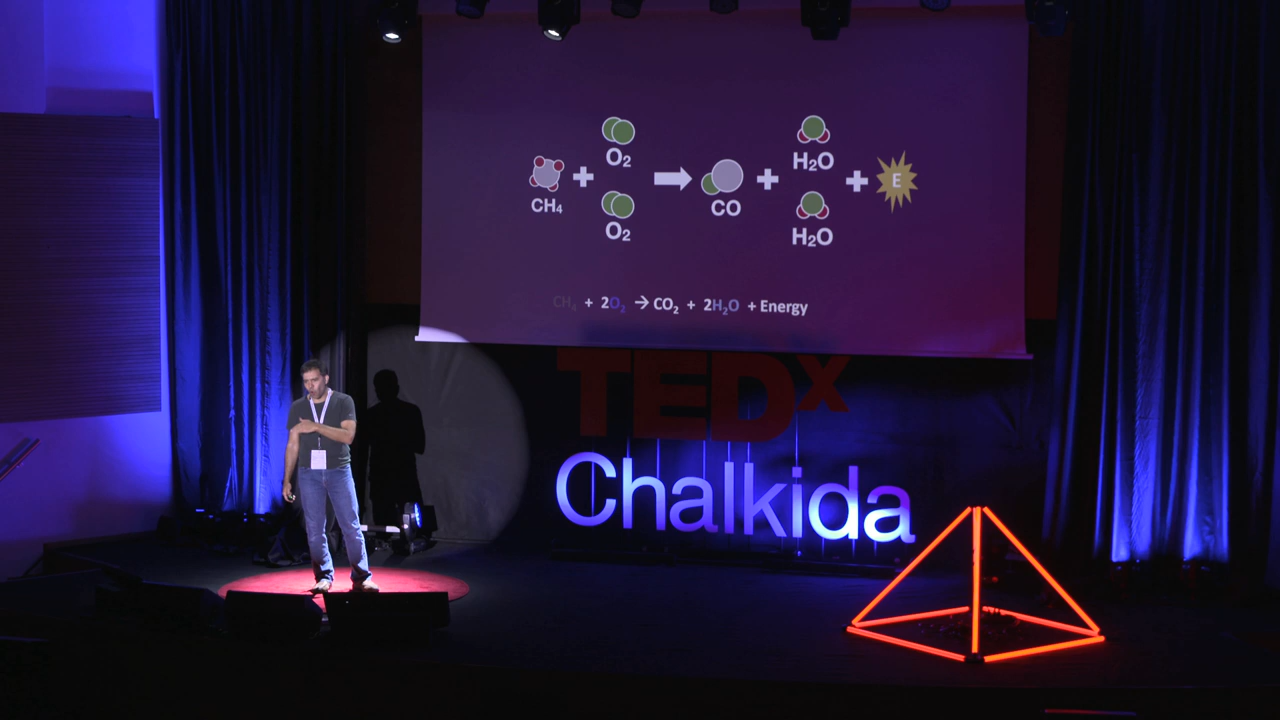 O₂ H₂O
+ → + + E
CH₄ CO
O₂ H₂O
CH₄ + 2O₂ → CO₂ + 2H₂O + Energy
TEDx
Chalkida